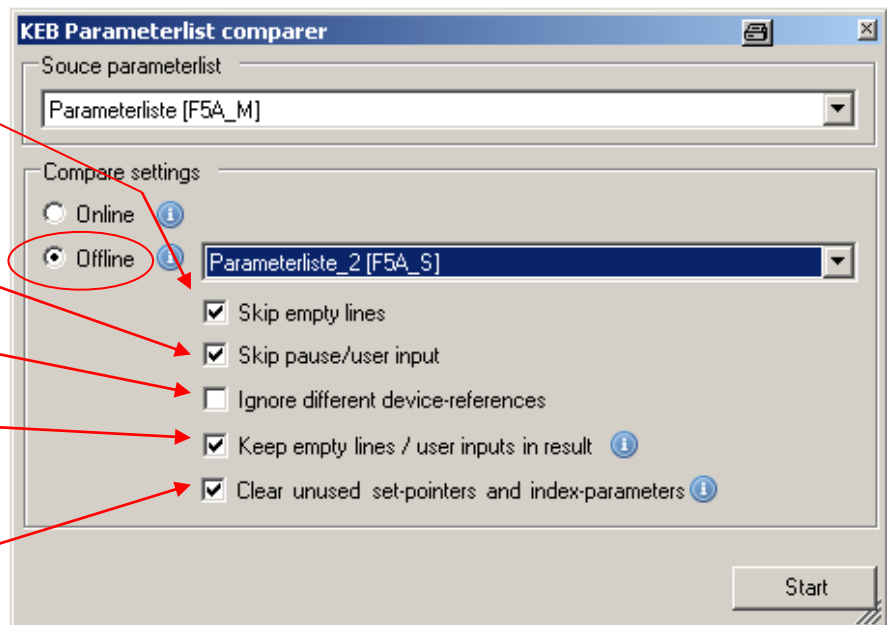 KEB Parameterlist comparer
Souce parameterlist
Parameterliste [F5A_M]
Compare settings
Online
Offline
Parameterliste_2 [F5A_S]
Skip empty lines
Skip pause/user input
Ignore different device-references
Keep empty lines / user inputs in result
Clear unused set-pointers and index-parameters
Start